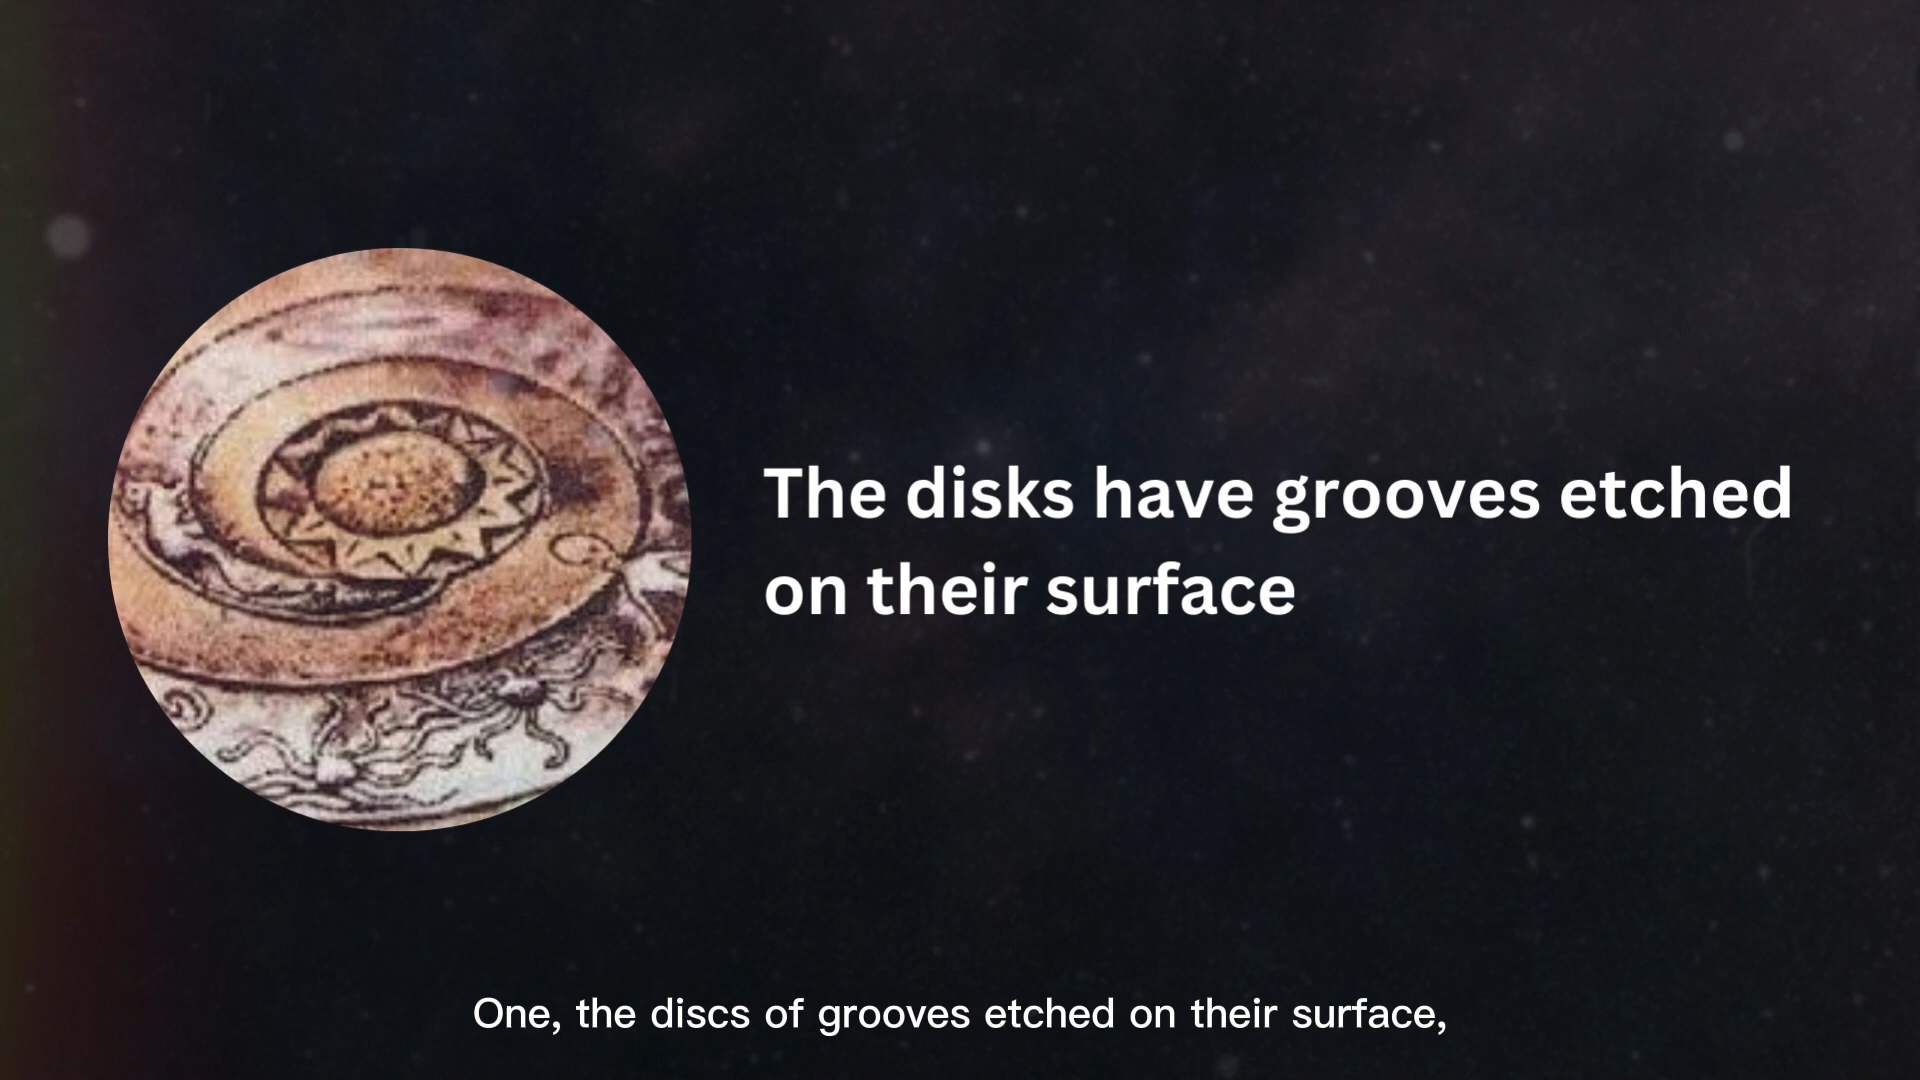 The disks have grooves etched
on their surface
One, the discs of grooves etched on their surface,